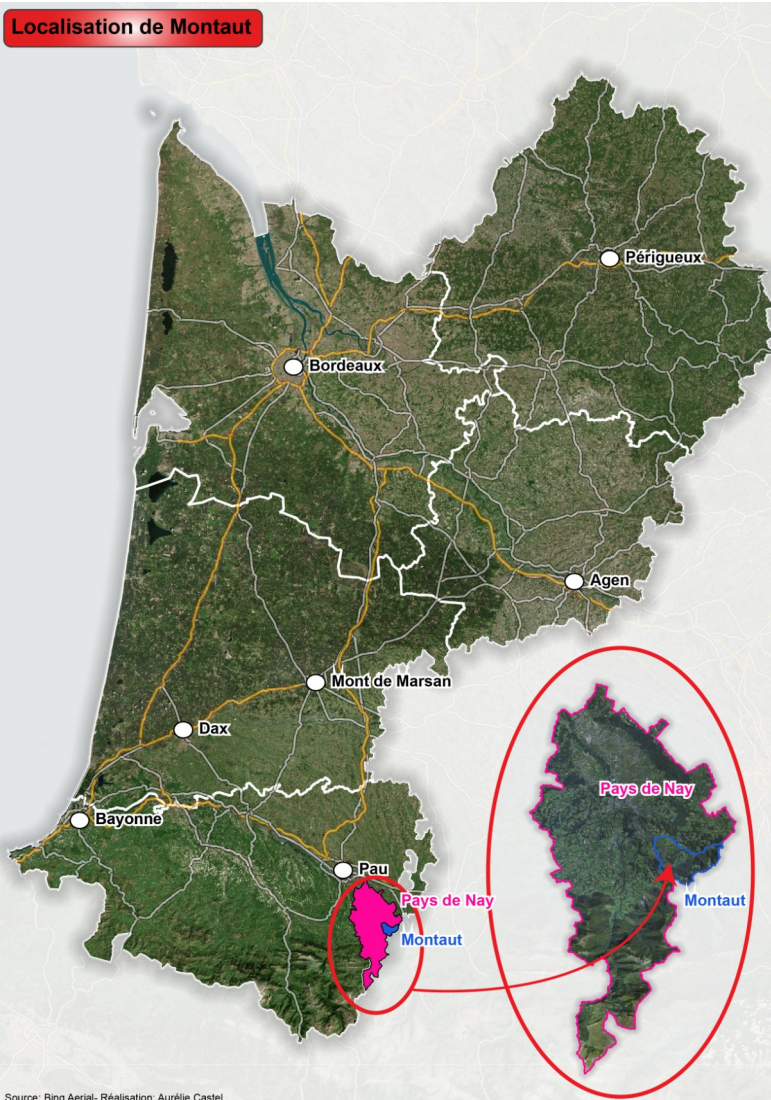 Localisation de Montaut
Périgueux
Bordeaux
Agen
Mont de Marsan
Dax
Pays de Nay
Bayonne
Pau
Pays de Nay
Montaut
Montaut
Source: Bing Aerial- Réalisation: Aurélie Castel